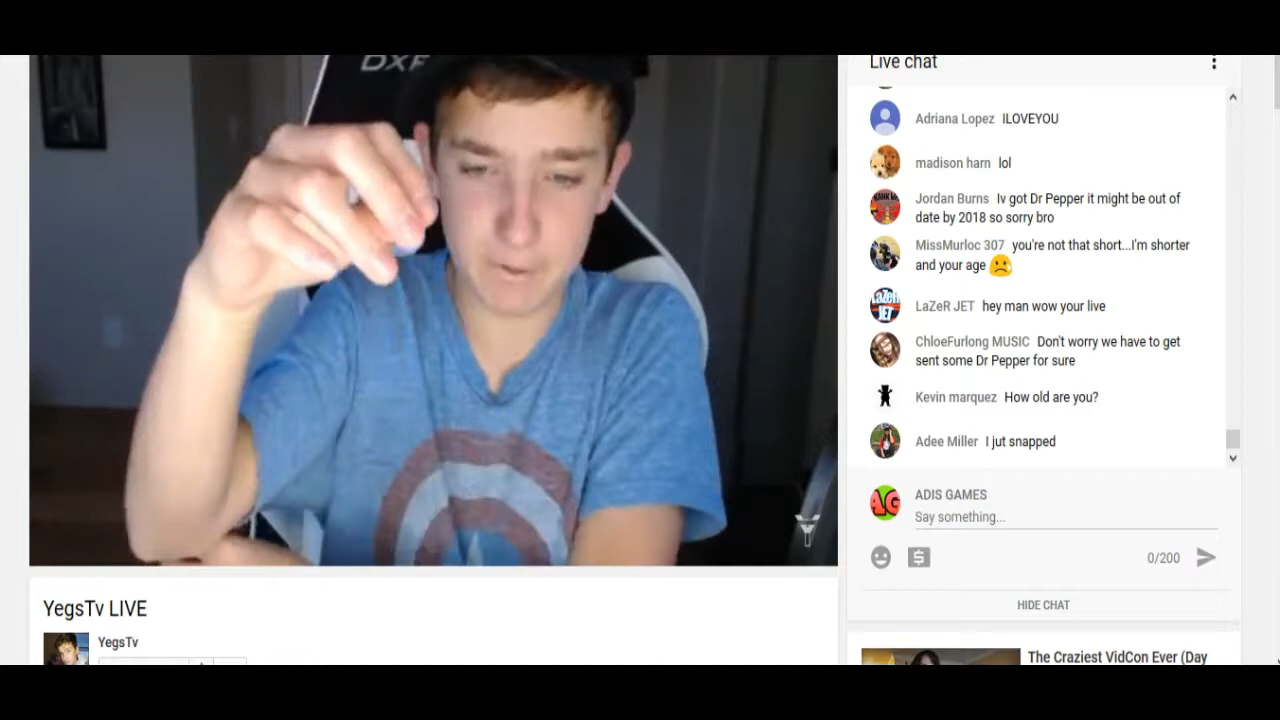 DXR
Live chat
Adriana Lopez ILOVEYOU
madison harn lol
Jordan Burns Iv got Dr Pepper it might be out of
date by 2018 so sorry bro
MissMurloc 307 you're not that short...I'm shorter
and your age
LaZeR JET hey man wow your live
ChloeFurlong MUSIC Don't worry we have to get
sent some Dr Pepper for sure
Kevin marquez How old are you?
Adee Miller I jut snapped
AG
ADIS GAMES
Say something...
0/200
HIDE CHAT
YegsTv LIVE
YegsTv
The Craziest VidCon Ever (Day